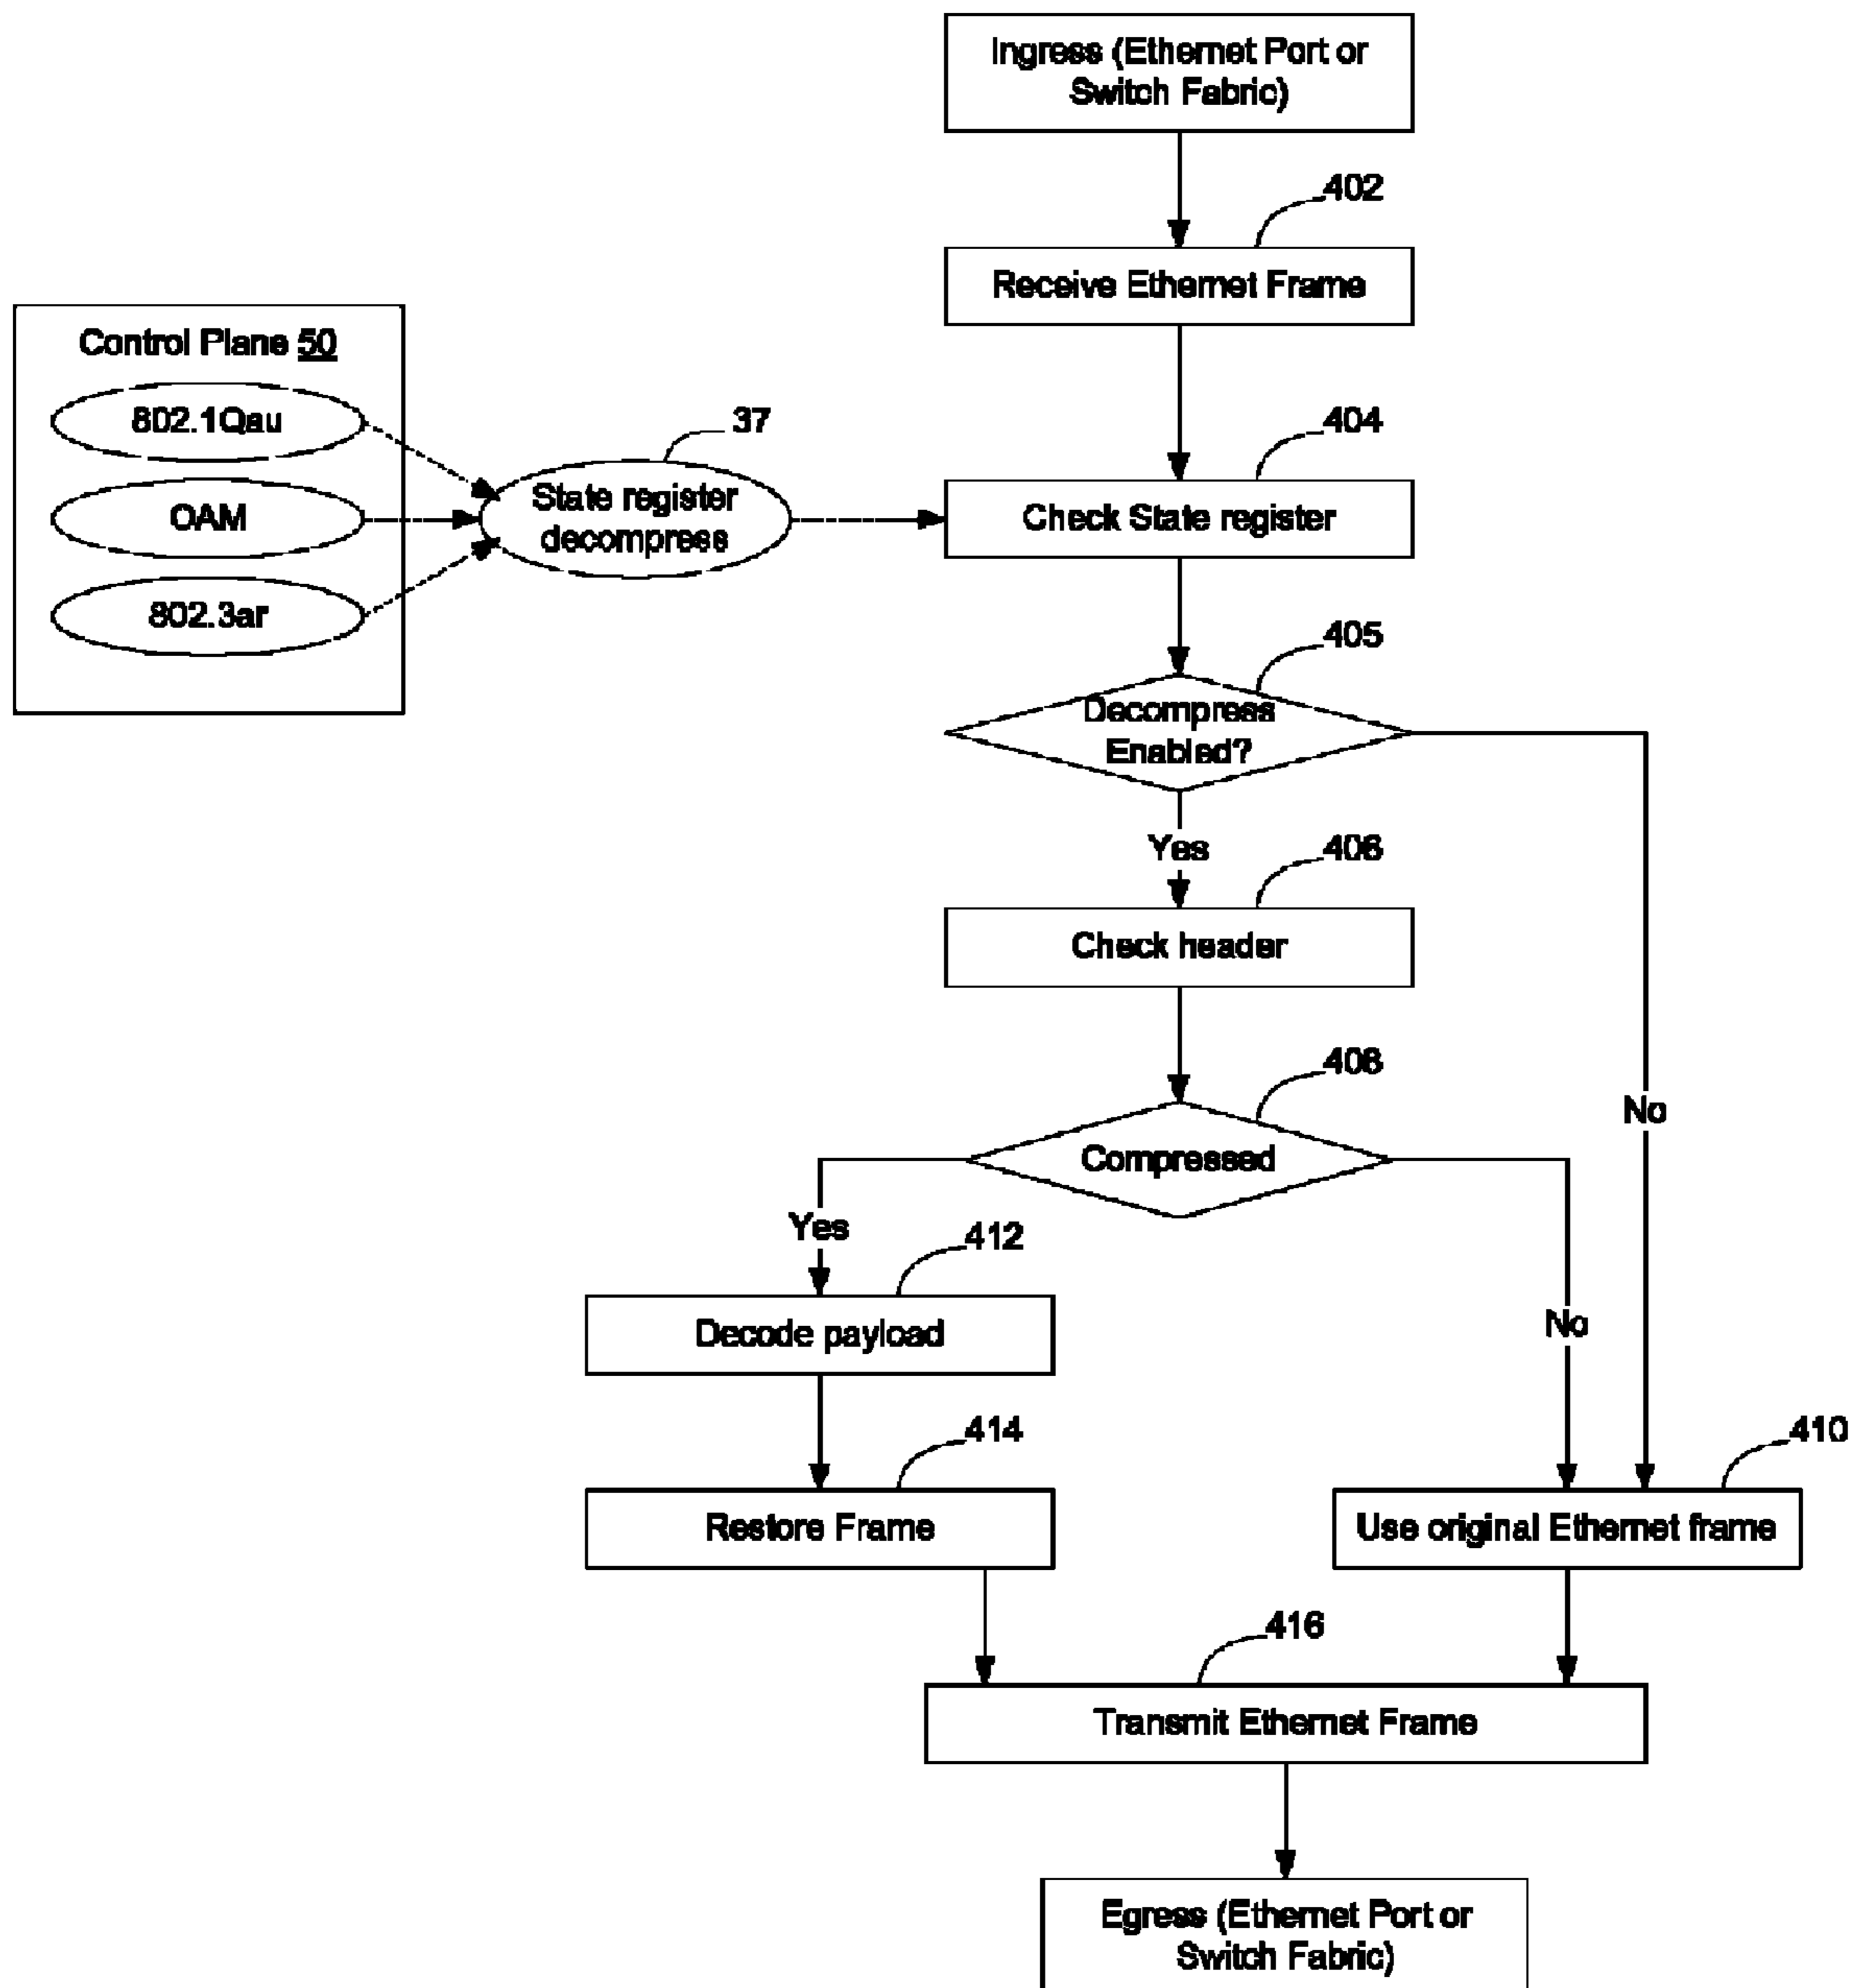 Ingress (Ethernet Port or
Switch Fabric)
402
Receive Ethernet Frame
Control Plane 50
802.1Qau
OAM
802.3ar
37
State register
decompress
404
Check State register
405
Decompress
Enabled?
Yes
406
Check header
408
Compressed
No
Yes
412
Decode payload
No
414
Restore Frame
410
Use original Ethernet frame
416
Transmit Ethernet Frame
Egress (Ethernet Port or
Switch Fabric)